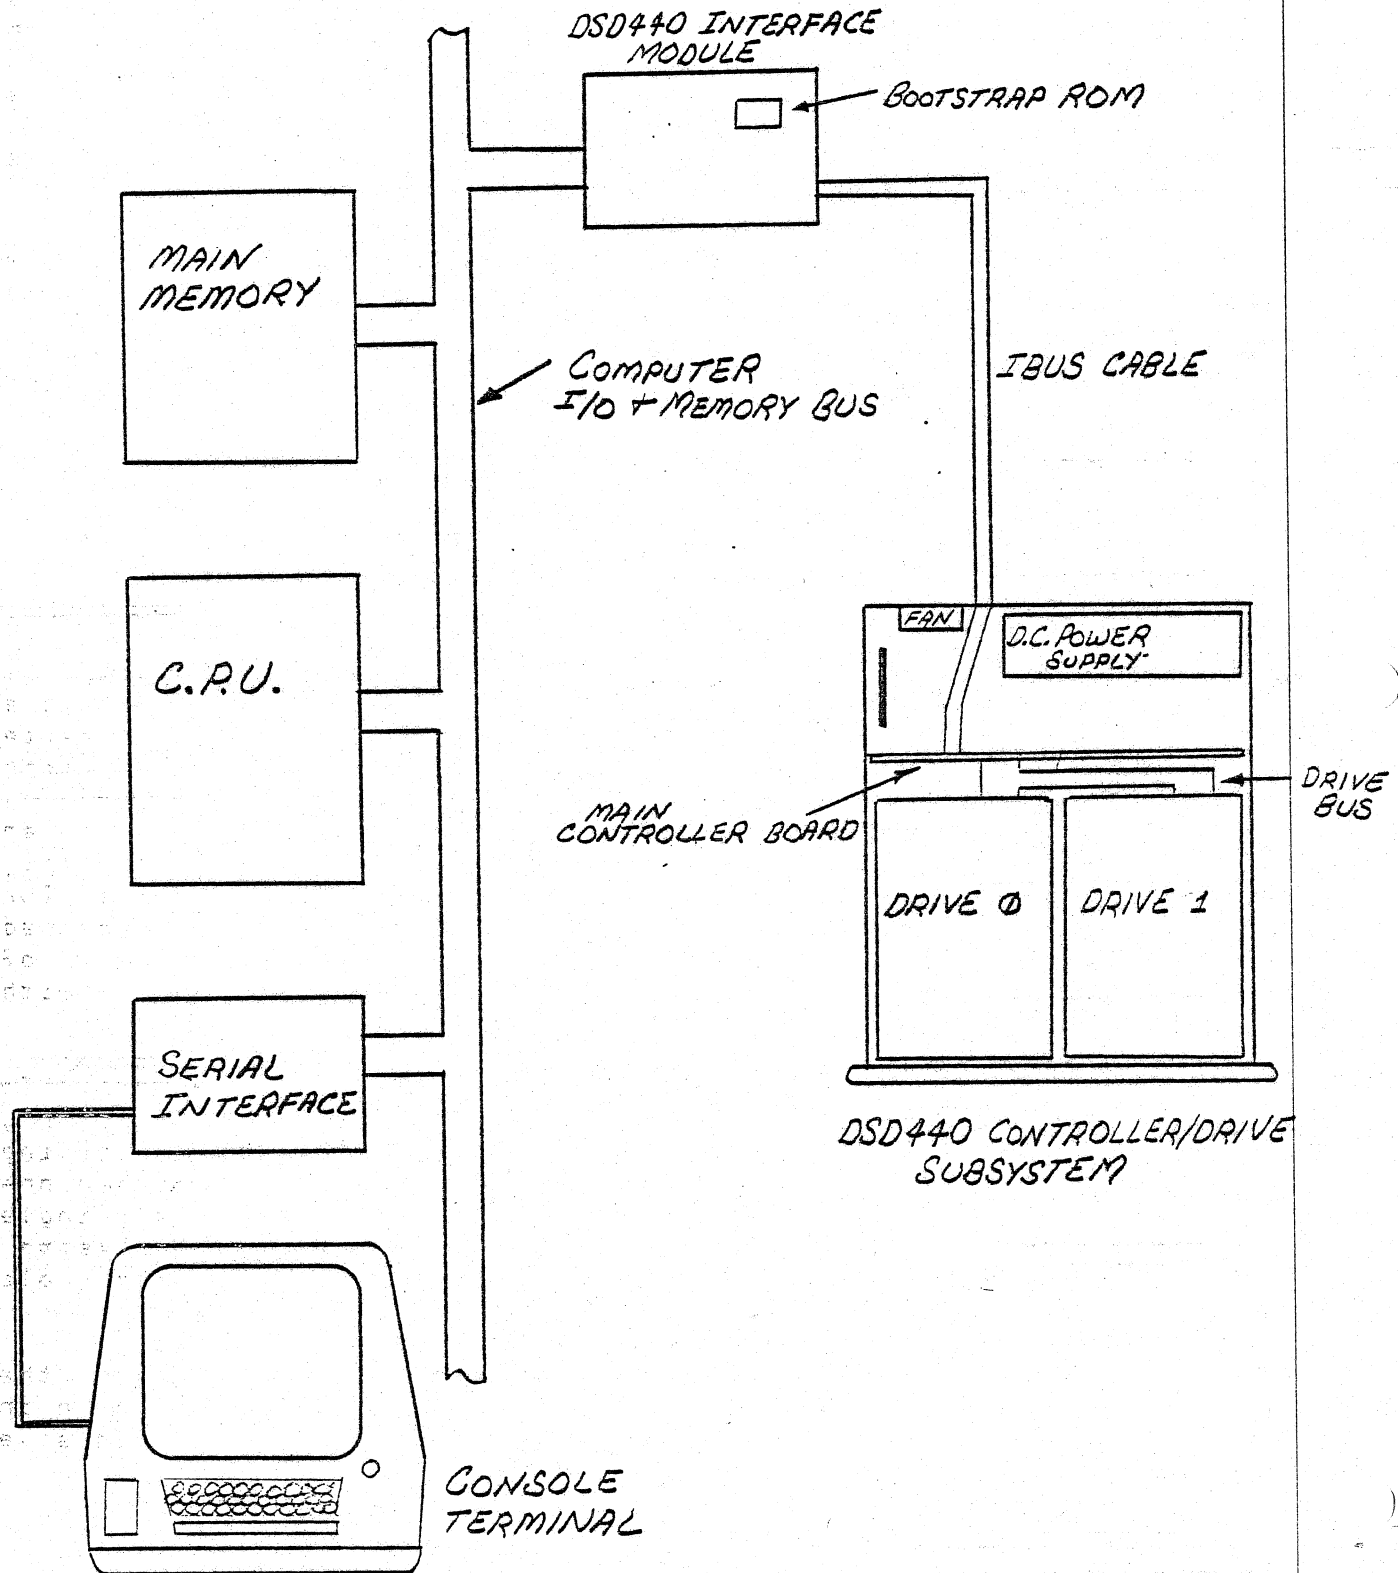 DSD440 INTERFACE
MODULE
BOOTSTRAP ROM
MAIN
MEMORY
COMPUTER
I/O + MEMORY BUS
IBUS CABLE
C.P.U.
FAN
D.C. POWER
SUPPLY
MAIN
CONTROLLER BOARD
DRIVE
BUS
DRIVE 0
DRIVE 1
SERIAL
INTERFACE
DSD440 CONTROLLER/DRIVE
SUBSYSTEM
CONSOLE
TERMINAL